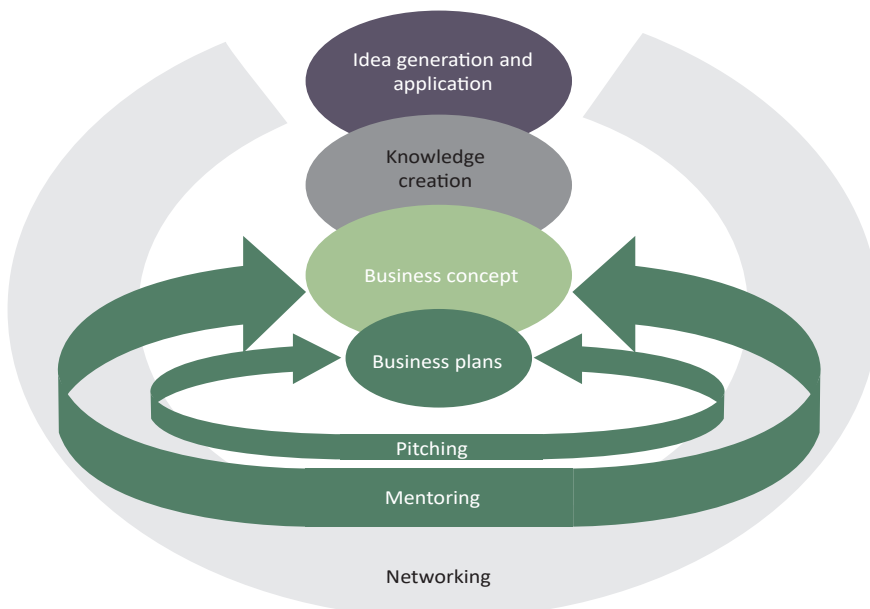 Idea generation and
application
Knowledge
creation
Business concept
Business plans
Pitching
Mentoring
Networking